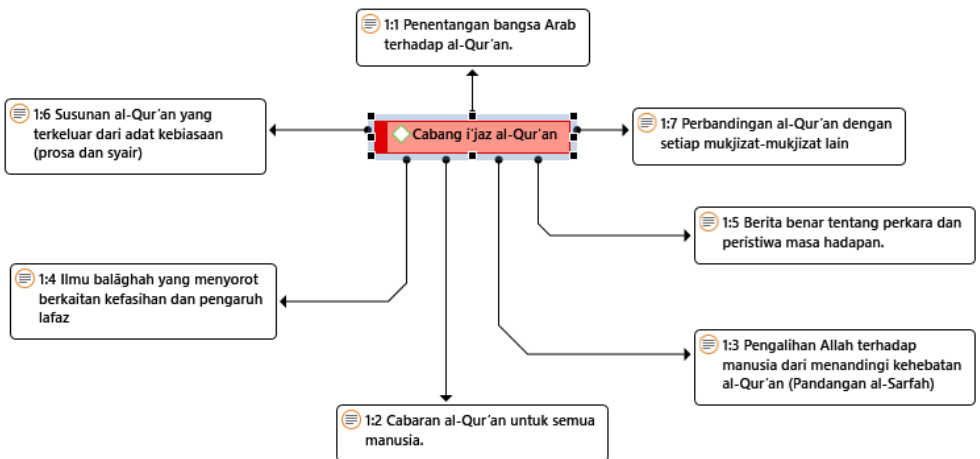 1:1 Penentangan bangsa Arab
terhadap al-Qur'an.
1:6 Susunan al-Qur'an yang
terkeluar dari adat kebiasaan
(prosa dan syair)
Cabang i'jaz al-Qur'an
1:7 Perbandingan al-Qur'an dengan
setiap mukjizat-mukjizat lain
1:5 Berita benar tentang perkara dan
peristiwa masa hadapan.
1:4 Ilmu balāghah yang menyorot
berkaitan kefasihan dan pengaruh
lafaz
1:3 Pengalihan Allah terhadap
manusia dari menandingi kehebatan
al-Qur'an (Pandangan al-Sarfah)
1:2 Cabaran al-Qur'an untuk semua
manusia.